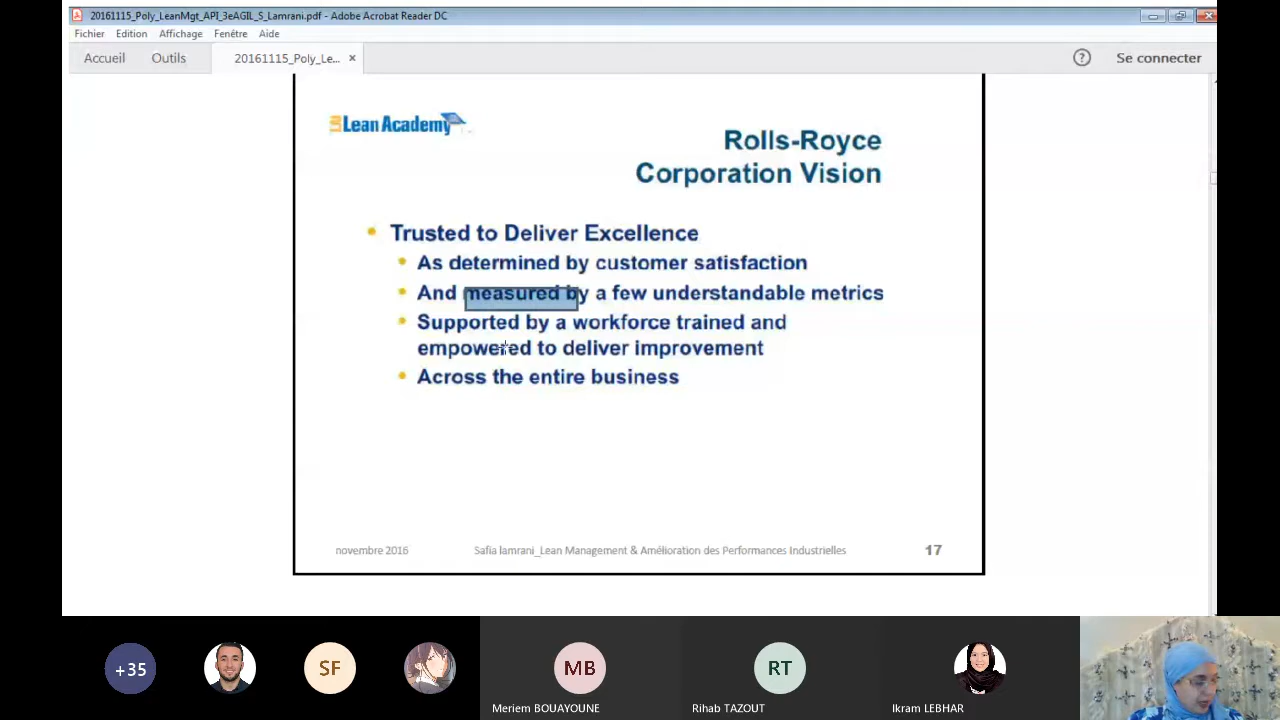 20161115_Poly_LeanMgt_API_3eAGIL_S_Lamrani.pdf - Adobe Acrobat Reader DC
Fichier Edition Affichage Fenêtre Aide
Accueil Outils 20161115_Poly_Le... × ? Se connecter
Lean Academy
Rolls-Royce
Corporation Vision
• Trusted to Deliver Excellence
• As determined by customer satisfaction
• And measured by a few understandable metrics
• Supported by a workforce trained and
empowered to deliver improvement
• Across the entire business
novembre 2016 Safia lamrani_Lean Management & Amélioration des Performances Industrielles 17
+35 SF MB RT
Meriem BOUAYOUNE Rihab TAZOUT Ikram LEBHAR